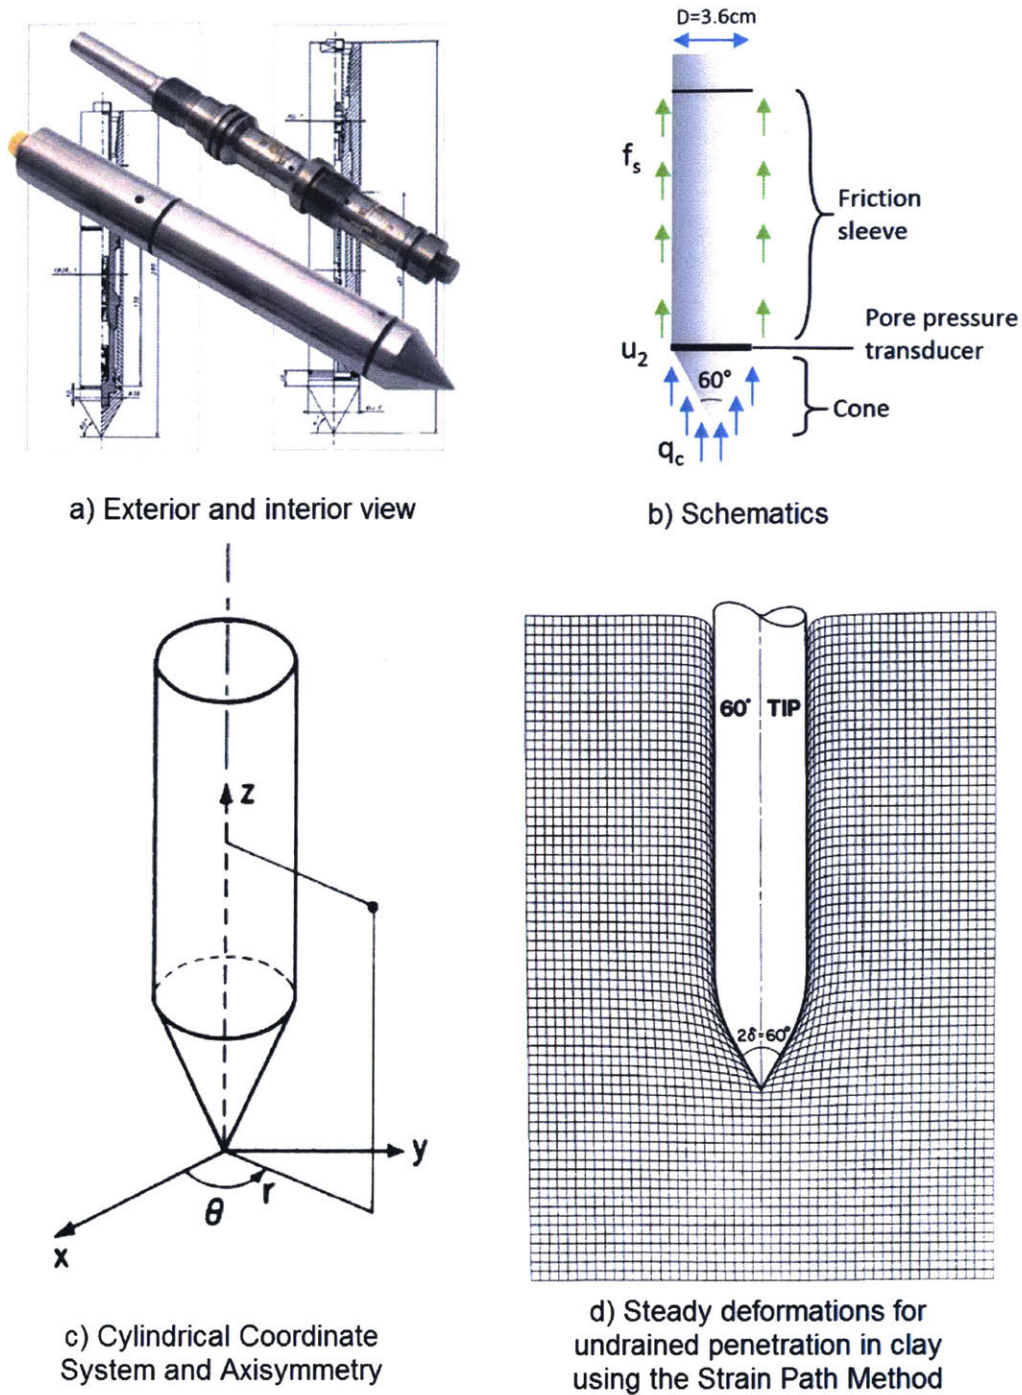 D=3.6cm
f_s
Friction
sleeve
Pore pressure
transducer
u_2
60°
Cone
q_c
a) Exterior and interior view
b) Schematics
z
y
r
θ
x
60° TIP
2δ=60°
c) Cylindrical Coordinate
System and Axisymmetry
d) Steady deformations for
undrained penetration in clay
using the Strain Path Method